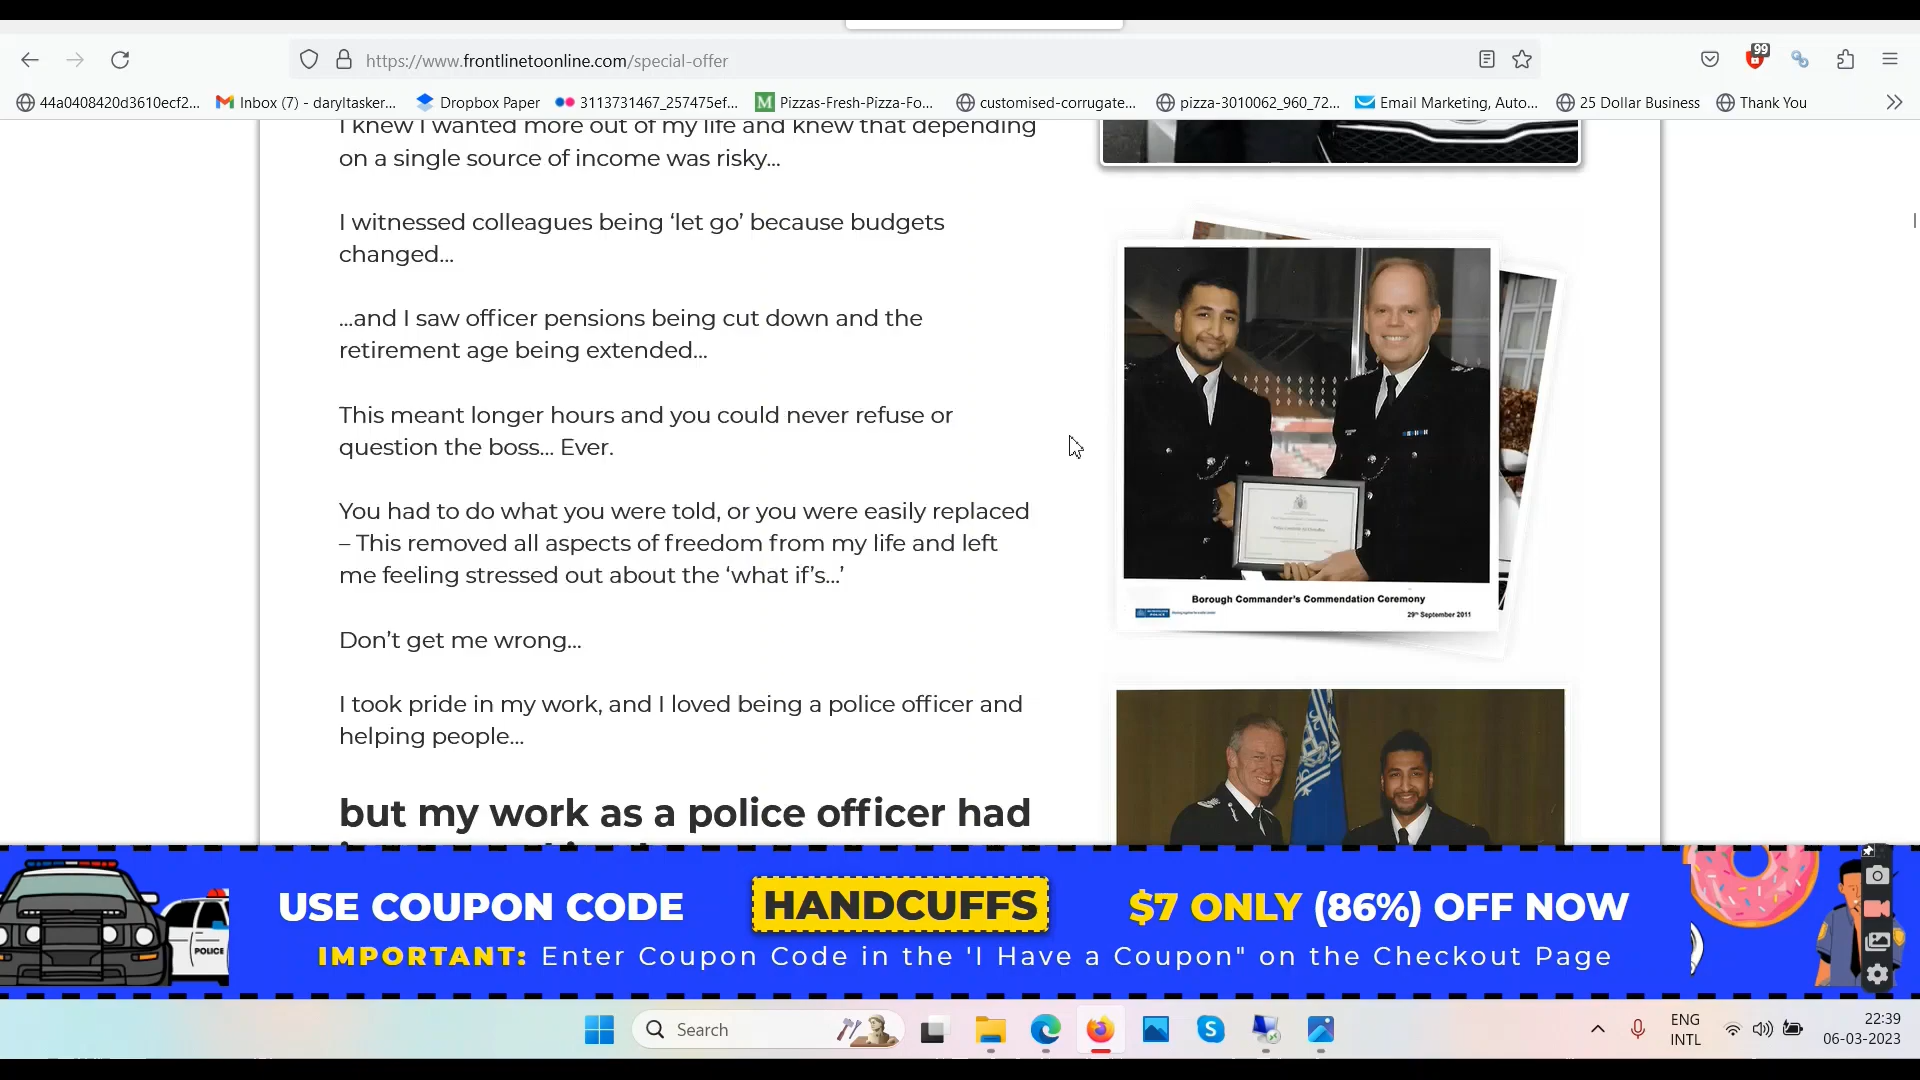 99
https://www.frontlinetoonline.com/special-offer
44a0408420d3610ecf2...
Inbox (7) - daryltasker...
Dropbox Paper
3113731467_257475ef...
M
Pizzas-Fresh-Pizza-Fo...
customised-corrugate...
pizza-3010062_960_72...
Email Marketing, Auto...
25 Dollar Business
Thank You
I knew I wanted more out of my life and knew that depending
on a single source of income was risky...
I witnessed colleagues being ‘let go’ because budgets
changed...
...and I saw officer pensions being cut down and the
retirement age being extended...
This meant longer hours and you could never refuse or
question the boss... Ever.
You had to do what you were told, or you were easily replaced
– This removed all aspects of freedom from my life and left
me feeling stressed out about the ‘what if’s...’
Don’t get me wrong...
I took pride in my work, and I loved being a police officer and
helping people...
but my work as a police officer had
Borough Commander's Commendation Ceremony
29th September 2011
USE COUPON CODE
HANDCUFFS
$7 ONLY (86%) OFF NOW
IMPORTANT: Enter Coupon Code in the 'I Have a Coupon" on the Checkout Page
POLICE
Search
S
ENG
INTL
22:39
06-03-2023